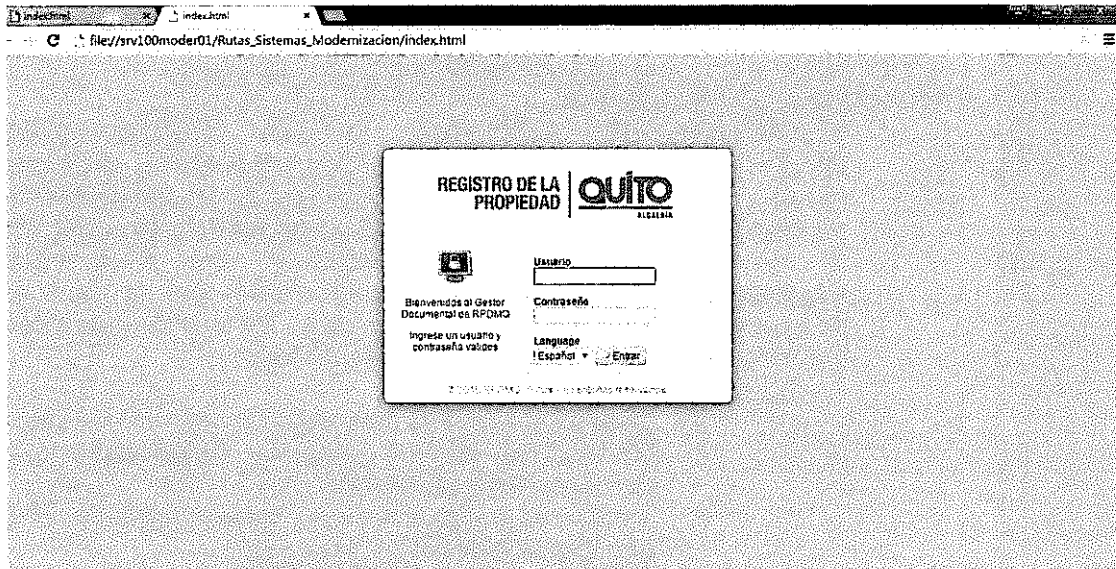 index.html
index.html
file://srv100moder01/Rutas_Sistemas_Modernizacion/index.html
REGISTRO DE LA
PROPIEDAD
QUITO
ALCALDÍA
Usuario
Bienvenidos al Gestor
Documental de RPDMQ
Contraseña
Ingrese un usuario y
contraseña validos
Language
Español
Entrar